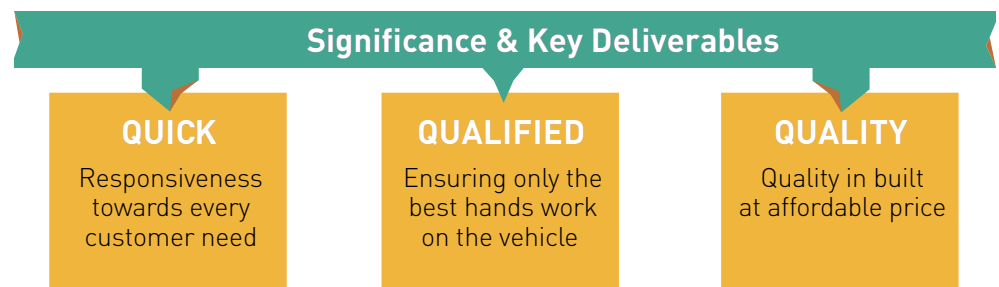 Significance & Key Deliverables
QUICK
Responsiveness
towards every
customer need
QUALIFIED
Ensuring only the
best hands work
on the vehicle
QUALITY
Quality in built
at affordable price